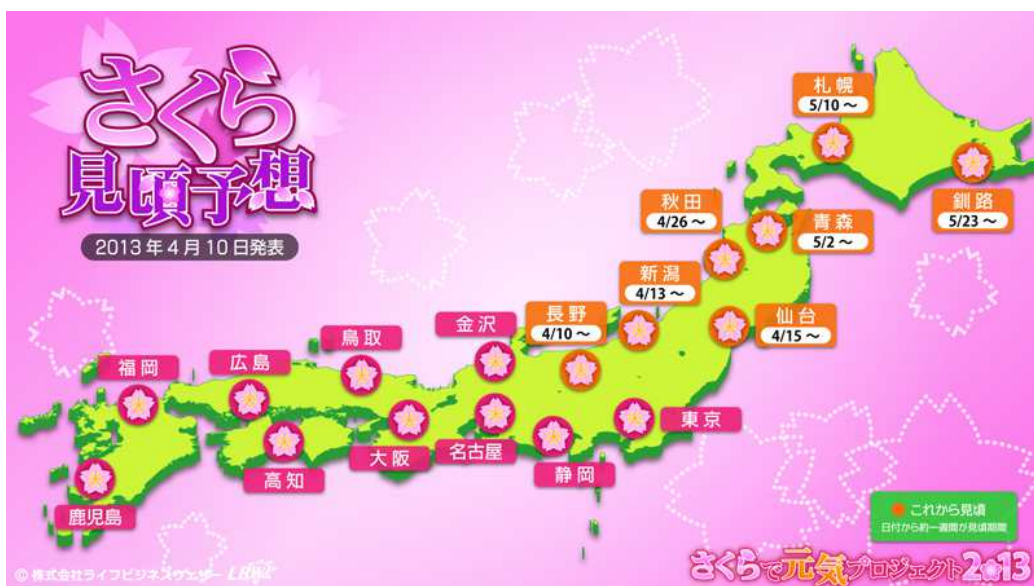 さくら
見頃予想
2013年4月10日発表
札幌
5/10～
釧路
5/23～
秋田
4/26～
青森
5/2～
新潟
4/13～
長野
4/10～
仙台
4/15～
金沢
鳥取
広島
福岡
東京
静岡
名古屋
大阪
高知
鹿児島
これから見頃
日付から約一週間が見頃期間
©株式会社ライフビジネスウェザー
さくらで元気プロジェクト2013